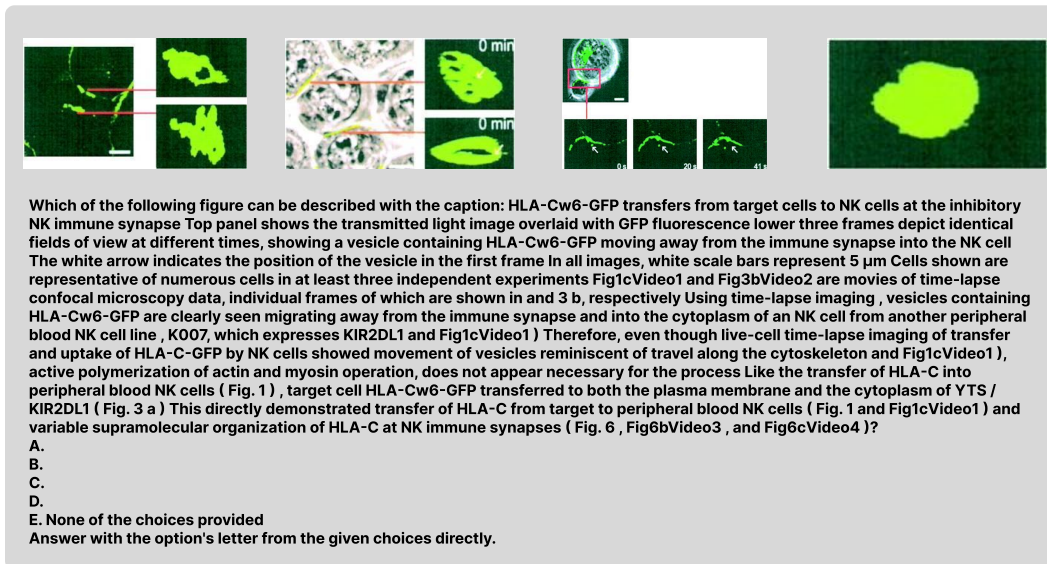 0 min
0 min
0 s
20 s
41 s
Which of the following figure can be described with the caption: HLA-Cw6-GFP transfers from target cells to NK cells at the inhibitory
NK immune synapse Top panel shows the transmitted light image overlaid with GFP fluorescence lower three frames depict identical
fields of view at different times, showing a vesicle containing HLA-Cw6-GFP moving away from the immune synapse into the NK cell
The white arrow indicates the position of the vesicle in the first frame In all images, white scale bars represent 5 μm Cells shown are
representative of numerous cells in at least three independent experiments Fig1cVideo1 and Fig3bVideo2 are movies of time-lapse
confocal microscopy data, individual frames of which are shown in and 3 b, respectively Using time-lapse imaging , vesicles containing
HLA-Cw6-GFP are clearly seen migrating away from the immune synapse and into the cytoplasm of an NK cell from another peripheral
blood NK cell line , K007, which expresses KIR2DL1 and Fig1cVideo1 ) Therefore, even though live-cell time-lapse imaging of transfer
and uptake of HLA-C-GFP by NK cells showed movement of vesicles reminiscent of travel along the cytoskeleton and Fig1cVideo1 ),
active polymerization of actin and myosin operation, does not appear necessary for the process Like the transfer of HLA-C into
peripheral blood NK cells ( Fig. 1 ) , target cell HLA-Cw6-GFP transferred to both the plasma membrane and the cytoplasm of YTS /
KIR2DL1 ( Fig. 3 a ) This directly demonstrated transfer of HLA-C from target to peripheral blood NK cells ( Fig. 1 and Fig1cVideo1 ) and
variable supramolecular organization of HLA-C at NK immune synapses ( Fig. 6 , Fig6bVideo3 , and Fig6cVideo4 )?
A.
B.
C.
D.
E. None of the choices provided
Answer with the option's letter from the given choices directly.